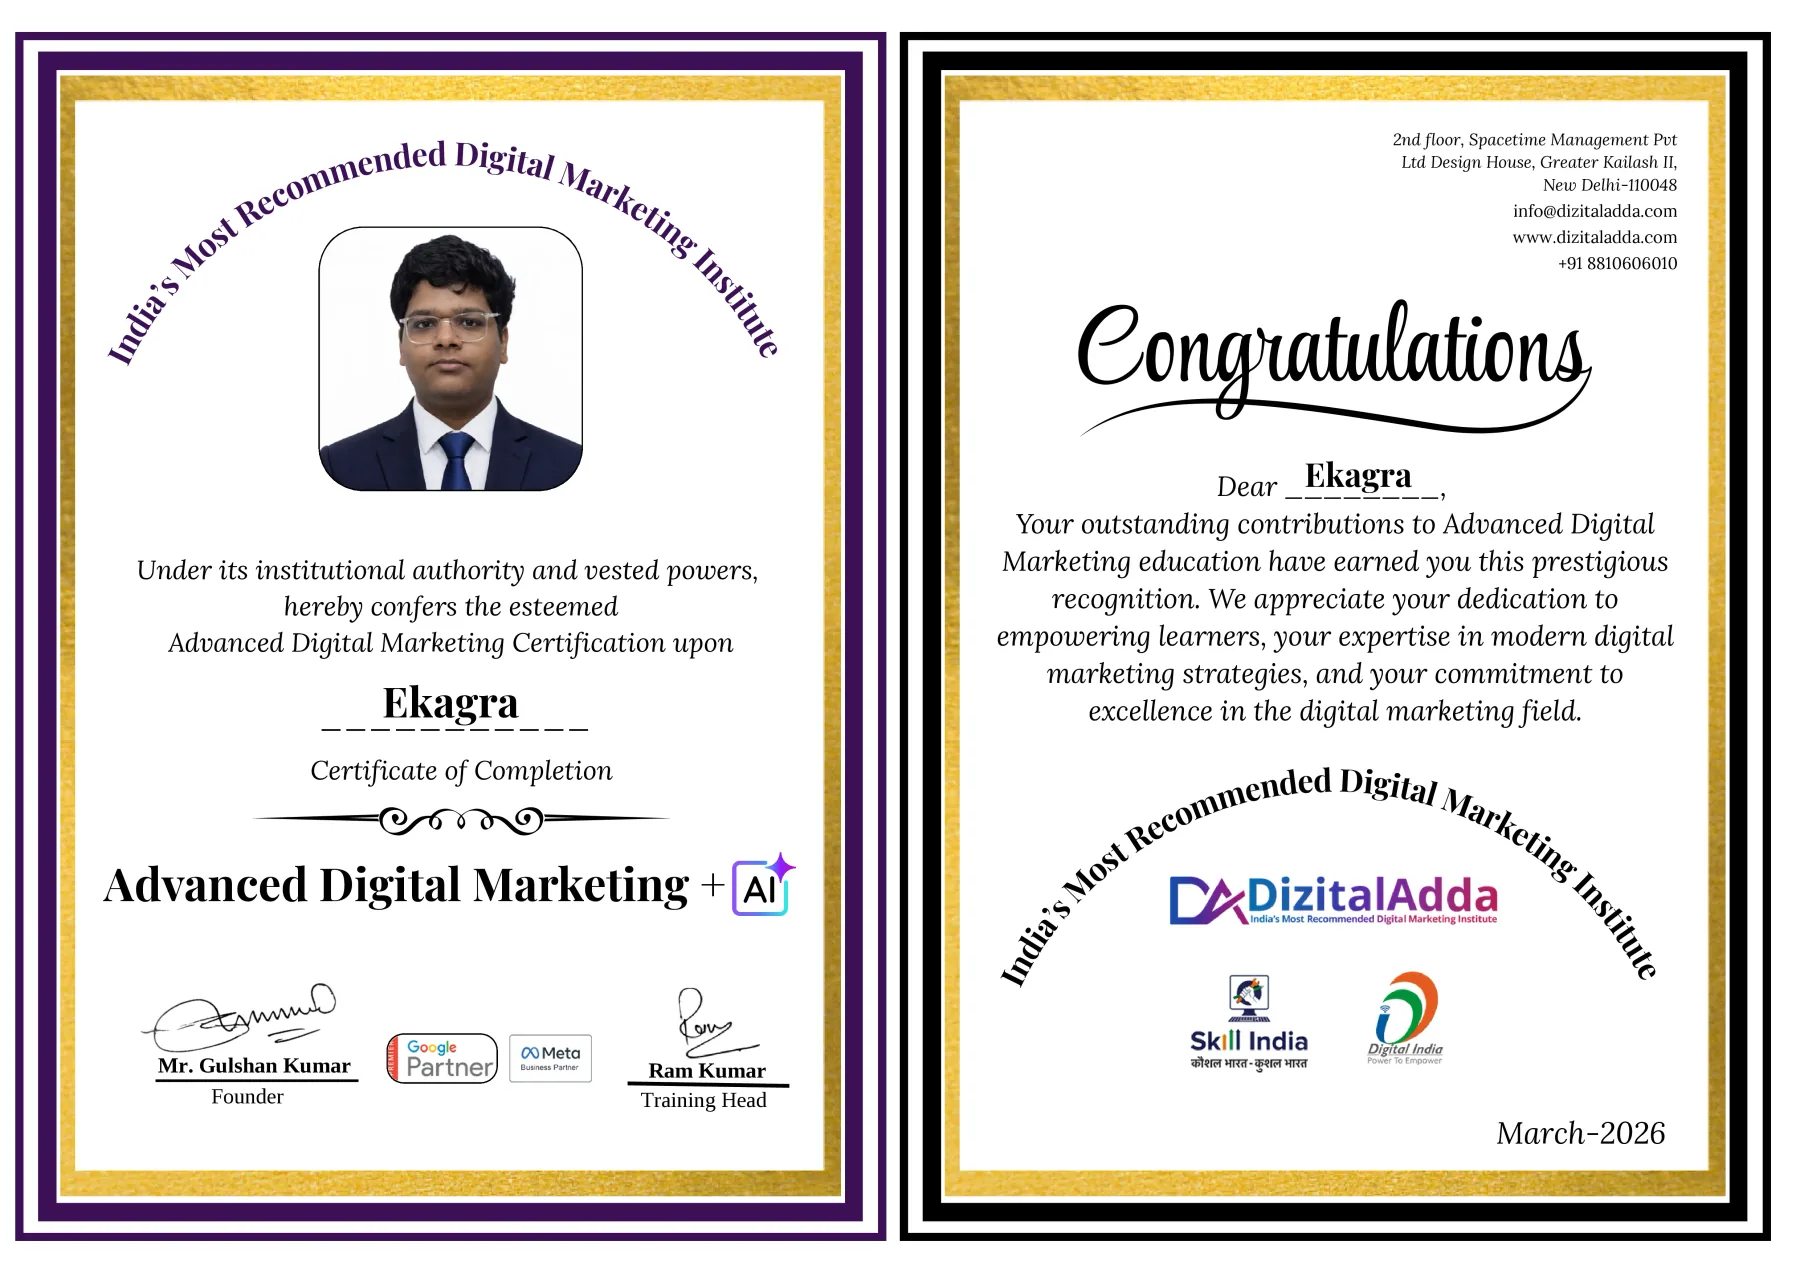 India's Most Recommended Digital Marketing Institute
Under its institutional authority and vested powers,
hereby confers the esteemed
Advanced Digital Marketing Certification upon
Ekagra
Certificate of Completion
Advanced Digital Marketing + AI
Mr. Gulshan Kumar
Founder
PREMIER
Google
Partner
Meta
Business Partner
Ram Kumar
Training Head
2nd floor, Spacetime Management Pvt
Ltd Design House, Greater Kailash II,
New Delhi-110048
info@dizitaladda.com
www.dizitaladda.com
+91 8810606010
Congratulations
Dear Ekagra,
Your outstanding contributions to Advanced Digital
Marketing education have earned you this prestigious
recognition. We appreciate your dedication to
empowering learners, your expertise in modern digital
marketing strategies, and your commitment to
excellence in the digital marketing field.
India's Most Recommended Digital Marketing Institute
DA DizitalAdda
India's Most Recommended Digital Marketing Institute
Skill India
कौशल भारत-कुशल भारत
Digital India
Power To Empower
March-2026